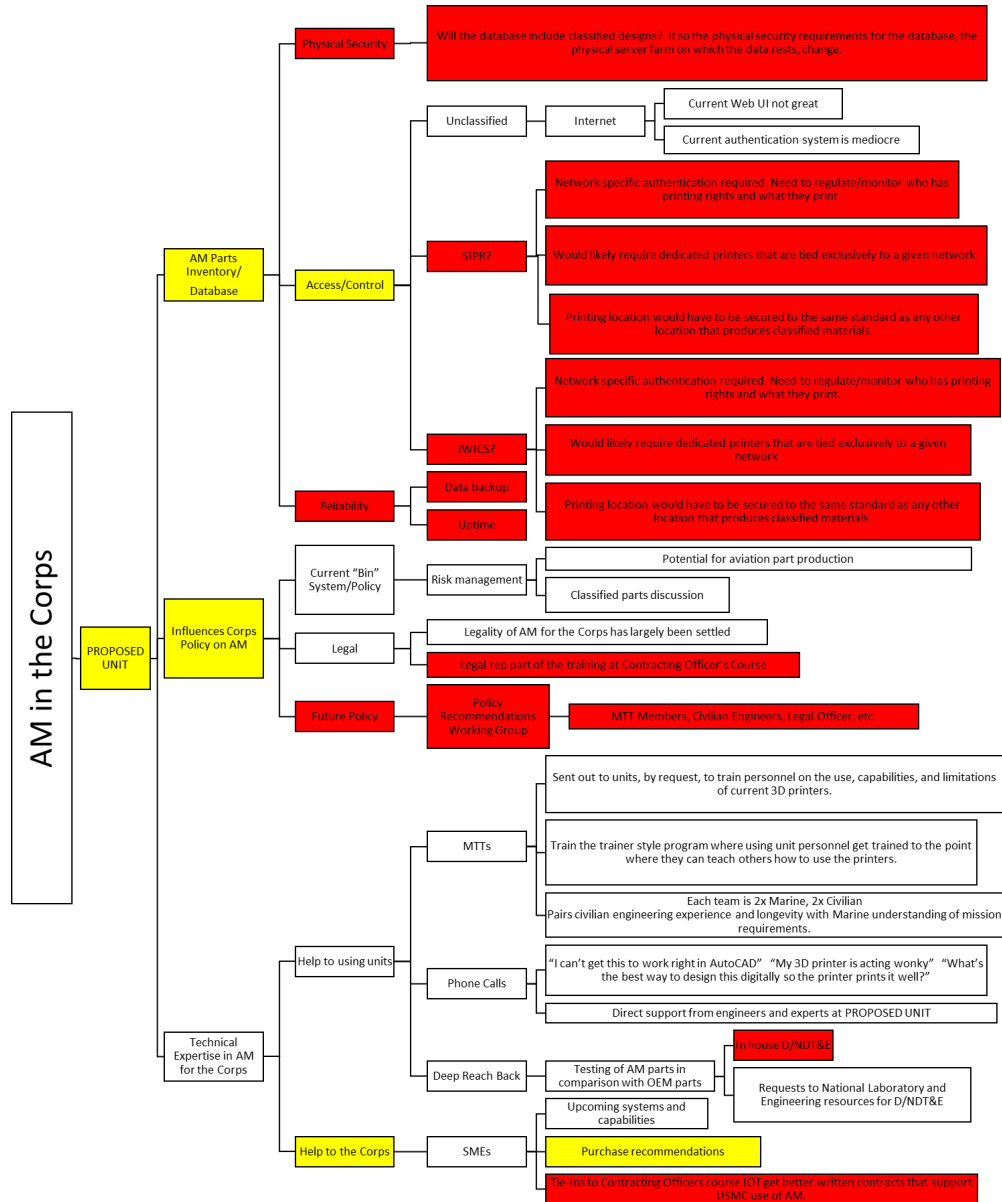 AM in the Corps
PROPOSED
UNIT
AM Parts
Inventory/
Database
Physical Security
Will the database include classified designs? If so the physical security requirements for the database, the
physical server farm on which the data rests, change.
Access/Control
Unclassified
Internet
Current Web UI not great
Current authentication system is mediocre
SIPR?
Network specific authentication required. Need to regulate/monitor who has
printing rights and what they print.
Would likely require dedicated printers that are tied exclusively to a given network.
Printing location would have to be secured to the same standard as any other
location that produces classified materials.
JWICS?
Network specific authentication required. Need to regulate/monitor who has printing
rights and what they print.
Would likely require dedicated printers that are tied exclusively to a given
network.
Printing location would have to be secured to the same standard as any other
location that produces classified materials.
Reliability
Data backup
Uptime
Influences Corps
Policy on AM
Current “Bin”
System/Policy
Risk management
Potential for aviation part production
Classified parts discussion
Legal
Legality of AM for the Corps has largely been settled
Legal rep part of the training at Contracting Officer’s Course
Future Policy
Policy
Recommendations
Working Group
MTT Members, Civilian Engineers, Legal Officer, etc.
Technical
Expertise in AM
for the Corps
Help to using units
MTTs
Sent out to units, by request, to train personnel on the use, capabilities, and limitations
of current 3D printers.
Train the trainer style program where using unit personnel get trained to the point
where they can teach others how to use the printers.
Each team is 2x Marine, 2x Civilian
Pairs civilian engineering experience and longevity with Marine understanding of mission
requirements.
Phone Calls
“I can’t get this to work right in AutoCAD” “My 3D printer is acting wonky” “What’s
the best way to design this digitally so the printer prints it well?”
Direct support from engineers and experts at PROPOSED UNIT
Deep Reach Back
Testing of AM parts in
comparison with OEM parts
In house D/NDT&E
Requests to National Laboratory and
Engineering resources for D/NDT&E
Help to the Corps
SMEs
Upcoming systems and
capabilities
Purchase recommendations
Tie-Ins to Contracting Officers course IOT get better written contracts that support
USMC use of AM.